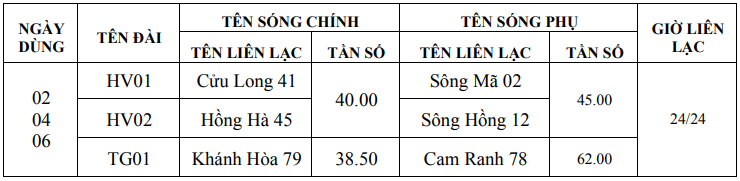 NGÀY DÙNG TÊN ĐÀI TÊN SÓNG CHÍNH TÊN SÓNG PHỤ GIỜ LIÊN LẠC
TÊN LIÊN LẠC TẦN SỐ TÊN LIÊN LẠC TẦN SỐ
02
04
06
HV01 Cửu Long 41 40.00 Sông Mã 02 45.00 24/24
HV02 Hồng Hà 45 Sông Hồng 12
TG01 Khánh Hòa 79 38.50 Cam Ranh 78 62.00